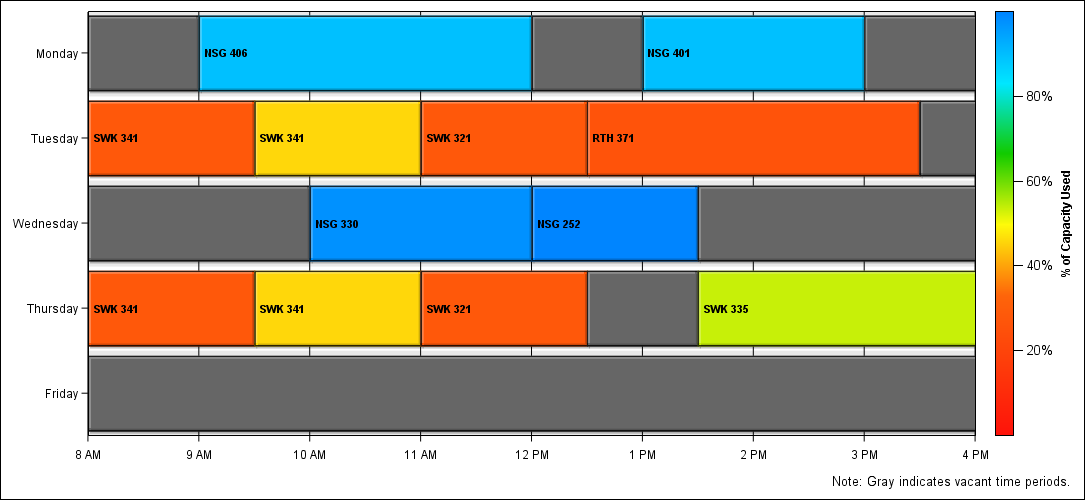 Monday
NSG 406
NSG 401
Tuesday
SWK 341
SWK 341
SWK 321
RTH 371
Wednesday
NSG 330
NSG 252
Thursday
SWK 341
SWK 341
SWK 321
SWK 335
Friday
8 AM
9 AM
10 AM
11 AM
12 PM
1 PM
2 PM
3 PM
4 PM
80%
60%
40%
20%
% of Capacity Used
Note: Gray indicates vacant time periods.